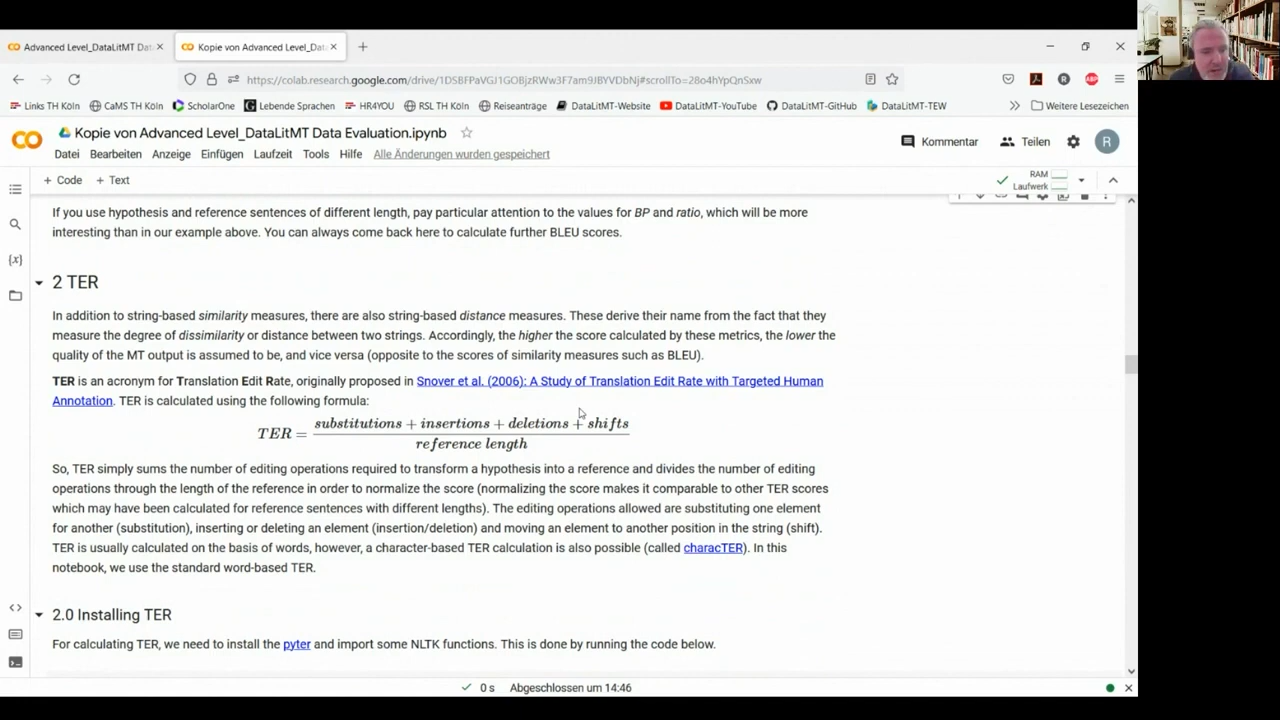 Advanced Level_DataLitMT Dat
Kopie von Advanced Level_Data
https://colab.research.google.com/drive/1DSBFPaVGJ1GOBjzRWw3F7am9JBYVDbNj#scrollTo=28o4hYpQnSxw
Links TH Köln CaMS TH Köln ScholarOne Lebende Sprachen HR4YOU RSL TH Köln Reiseanträge DataLitMT-Website DataLitMT-YouTube DataLitMT-GitHub DataLitMT-TEW Weitere Lesezeichen
Kopie von Advanced Level_DataLitMT Data Evaluation.ipynb
Kommentar Teilen R
Datei Bearbeiten Anzeige Einfügen Laufzeit Tools Hilfe Alle Änderungen wurden gespeichert
+ Code + Text
RAM
Laufwerk
If you use hypothesis and reference sentences of different length, pay particular attention to the values for BP and ratio, which will be more
interesting than in our example above. You can always come back here to calculate further BLEU scores.
2 TER
In addition to string-based similarity measures, there are also string-based distance measures. These derive their name from the fact that they
measure the degree of dissimilarity or distance between two strings. Accordingly, the higher the score calculated by these metrics, the lower the
quality of the MT output is assumed to be, and vice versa (opposite to the scores of similarity measures such as BLEU).
TER is an acronym for Translation Edit Rate, originally proposed in Snover et al. (2006): A Study of Translation Edit Rate with Targeted Human
Annotation. TER is calculated using the following formula:
TER = substitutions + insertions + deletions + shifts
reference length
So, TER simply sums the number of editing operations required to transform a hypothesis into a reference and divides the number of editing
operations through the length of the reference in order to normalize the score (normalizing the score makes it comparable to other TER scores
which may have been calculated for reference sentences with different lengths). The editing operations allowed are substituting one element
for another (substitution), inserting or deleting an element (insertion/deletion) and moving an element to another position in the string (shift).
TER is usually calculated on the basis of words, however, a character-based TER calculation is also possible (called characTER). In this
notebook, we use the standard word-based TER.
2.0 Installing TER
For calculating TER, we need to install the pyter and import some NLTK functions. This is done by running the code below.
0 s Abgeschlossen um 14:46